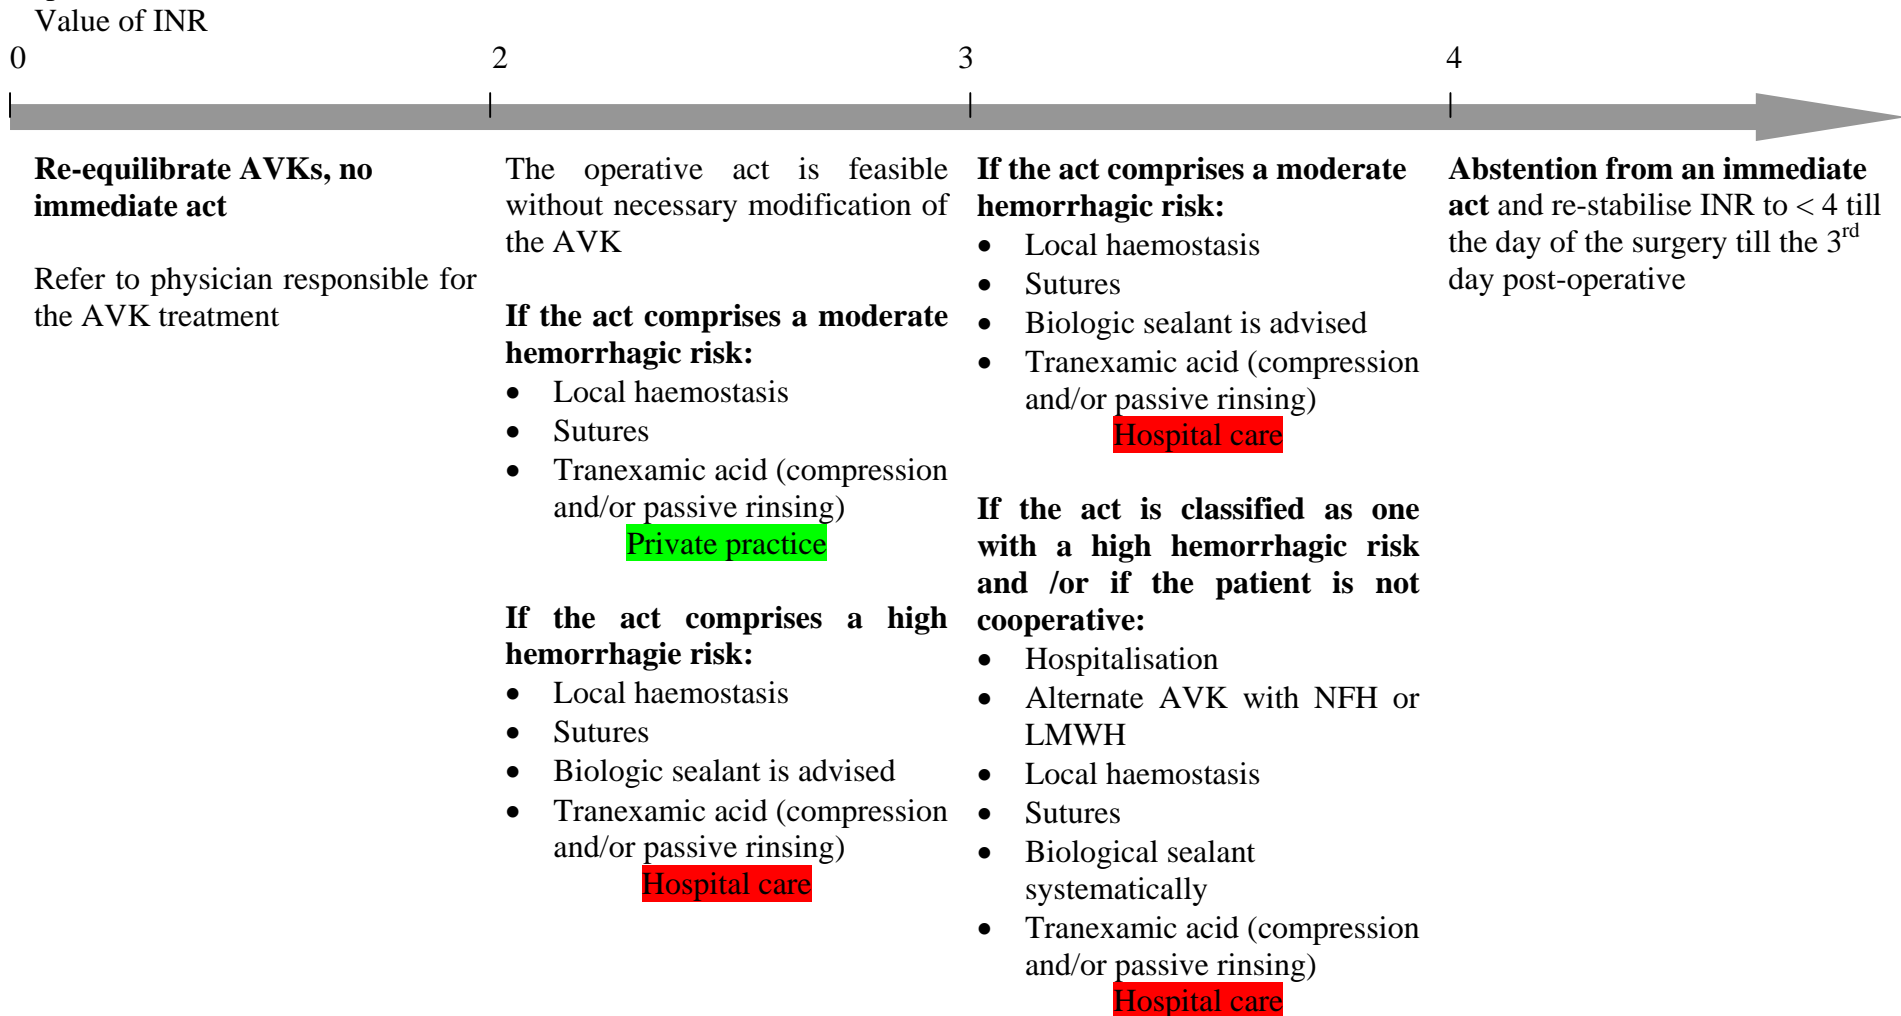 Value of INR
0
2
3
4
Re-equilibrate AVKs, no
immediate act
Refer to physician responsible for
the AVK treatment
The operative act is feasible
without necessary modification of
the AVK
If the act comprises a moderate
hemorrhagic risk:
• Local haemostasis
• Sutures
• Tranexamic acid (compression
and/or passive rinsing)
Private practice
If the act comprises a high
hemorrhagie risk:
• Local haemostasis
• Sutures
• Biologic sealant is advised
• Tranexamic acid (compression
and/or passive rinsing)
Hospital care
If the act comprises a moderate
hemorrhagic risk:
• Local haemostasis
• Sutures
• Biologic sealant is advised
• Tranexamic acid (compression
and/or passive rinsing)
Hospital care
If the act is classified as one
with a high hemorrhagic risk
and /or if the patient is not
cooperative:
• Hospitalisation
• Alternate AVK with NFH or
LMWH
• Local haemostasis
• Sutures
• Biological sealant
systematically
• Tranexamic acid (compression
and/or passive rinsing)
Hospital care
Abstention from an immediate
act and re-stabilise INR to < 4 till
the day of the surgery till the 3rd
day post-operative